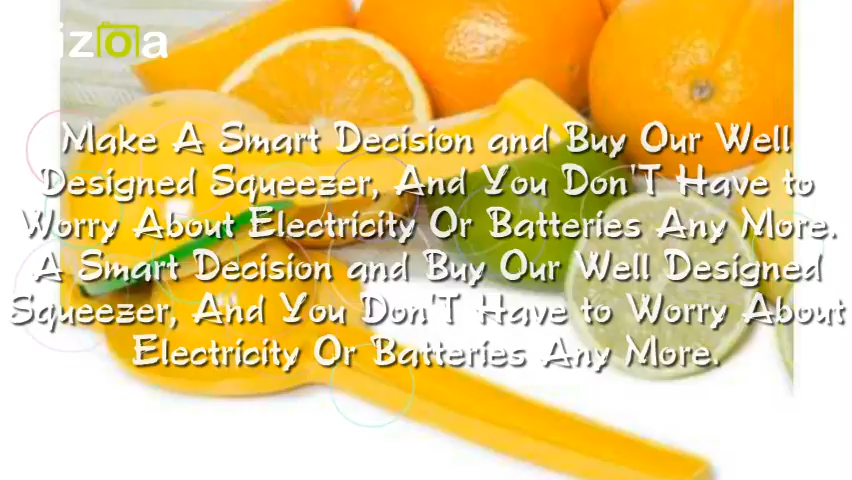 izoa
Make A Smart Decision and Buy Our Well
Designed Squeezer, And You Don'T Have to
Worry About Electricity Or Batteries Any More.
A Smart Decision and Buy Our Well Designed
Squeezer, And You Don'T Have to Worry About
Electricity Or Batteries Any More.